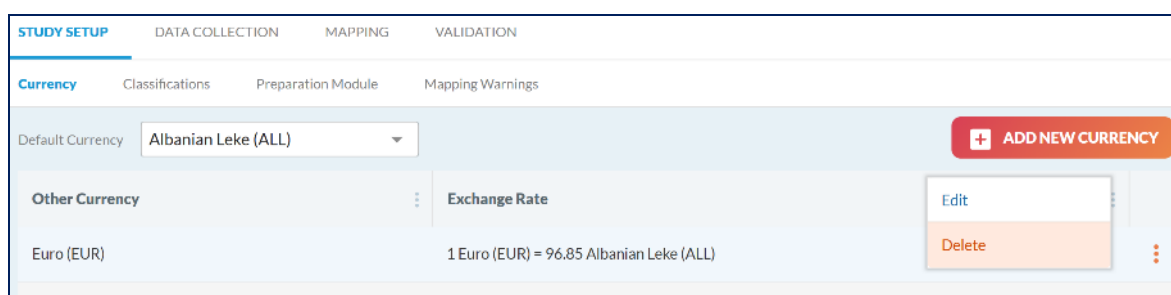 STUDY SETUP DATA COLLECTION MAPPING VALIDATION
Currency Classifications Preparation Module Mapping Warnings
Default Currency Albanian Leke (ALL) ADD NEW CURRENCY
Other Currency Exchange Rate Edit
Euro (EUR) 1 Euro (EUR) = 96.85 Albanian Leke (ALL) Delete